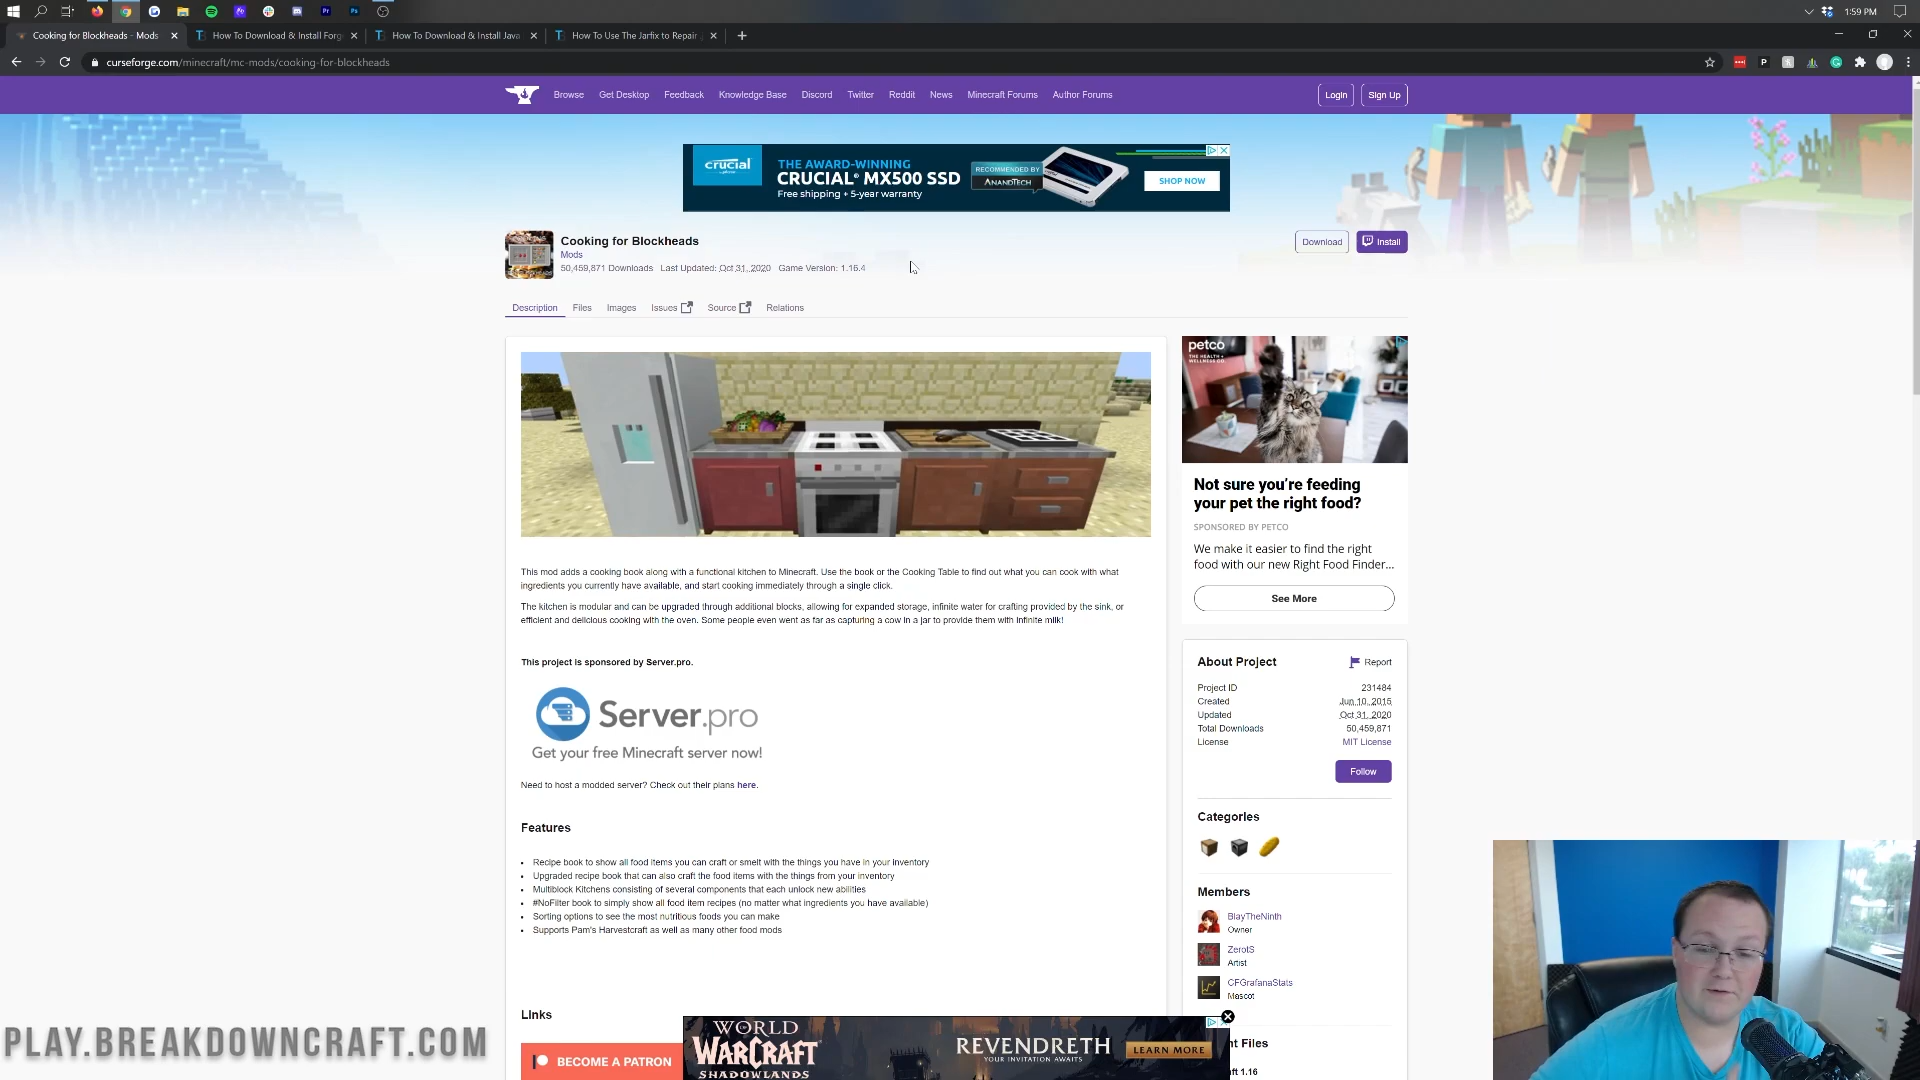 1:59 PM
Cooking for Blockheads - Mods
How To Download & Install Forg
How To Download & Install Java
How To Use The Jarfix to Repair
curseforge.com/minecraft/mc-mods/cooking-for-blockheads
Browse
Get Desktop
Feedback
Knowledge Base
Discord
Twitter
Reddit
News
Minecraft Forums
Author Forums
Login
Sign Up
crucial
THE AWARD-WINNING
CRUCIAL® MX500 SSD
Free shipping + 5-year warranty
RECOMMENDED BY
ANANDTECH
SHOP NOW
Cooking for Blockheads
Mods
50,459,871 Downloads Last Updated: Oct 31, 2020 Game Version: 1.16.4
Download
Install
Description
Files
Images
Issues
Source
Relations
petco
THE HEALTH +
WELLNESS CO.
Not sure you're feeding
your pet the right food?
SPONSORED BY PETCO
We make it easier to find the right
food with our new Right Food Finder...
See More
This mod adds a cooking book along with a functional kitchen to Minecraft. Use the book or the Cooking Table to find out what you can cook with what
ingredients you currently have available, and start cooking immediately through a single click.
The kitchen is modular and can be upgraded through additional blocks, allowing for expanded storage, infinite water for crafting provided by the sink, or
efficient and delicious cooking with the oven. Some people even went as far as capturing a cow in a jar to provide them with infinite milk!
This project is sponsored by Server.pro.
Server.pro
Get your free Minecraft server now!
Need to host a modded server? Check out their plans here.
Features
• Recipe book to show all food items you can craft or smelt with the things you have in your inventory
• Upgraded recipe book that can also craft the food items with the things from your inventory
• Multiblock Kitchens consisting of several components that each unlock new abilities
• #NoFilter book to simply show all food item recipes (no matter what ingredients you have available)
• Sorting options to see the most nutritious foods you can make
• Supports Pam's Harvestcraft as well as many other food mods
Links
BECOME A PATRON
About Project
Report
Project ID 231484
Created Jun 10, 2015
Updated Oct 31, 2020
Total Downloads 50,459,871
License MIT License
Follow
Categories
Members
BlayTheNinth
Owner
ZerotS
Artist
CFGrafanaStats
Mascot
nt Files
aft 1.16
WORLD
WARCRAFT
SHADOWLANDS
REVENDRETH
YOUR INVITATION AWAITS
LEARN MORE
PLAY.BREAKDOWNCRAFT.COM